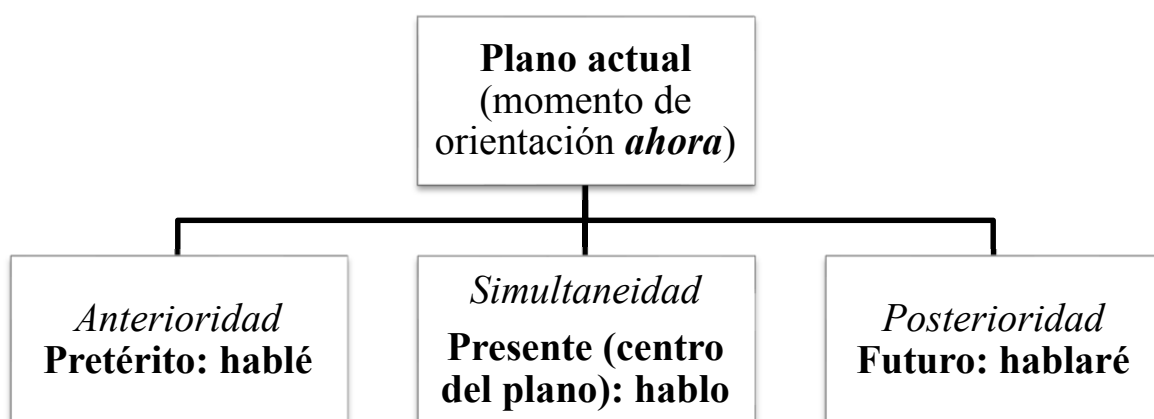 Plano actual
(momento de
orientación ahora)
Anterioridad
Pretérito: hablé
Simultaneidad
Presente (centro
del plano): hablo
Posterioridad
Futuro: hablaré